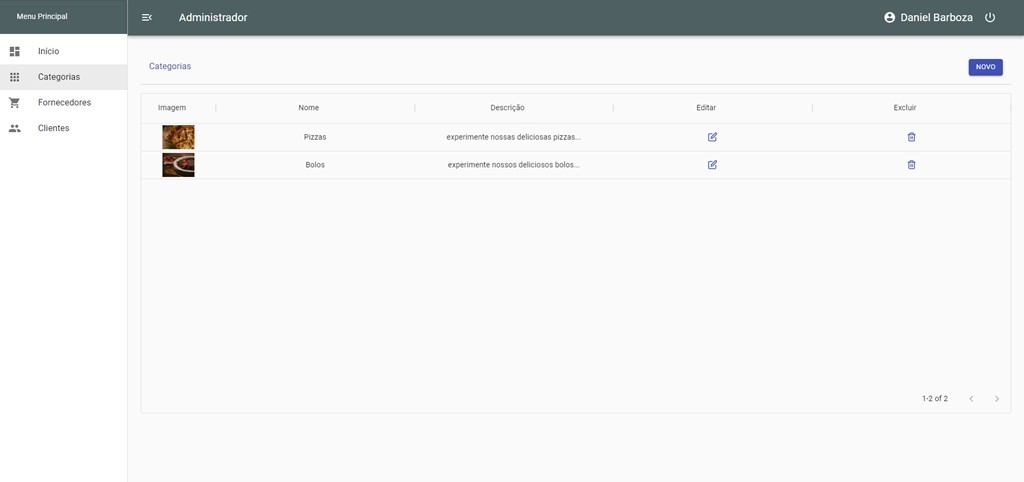 Menu Principal
Administrador
Daniel Barboza
Início
Categorias
Fornecedores
Clientes
Categorias
NOVO
Imagem Nome Descrição Editar Excluir
Pizzas experimente nossas deliciosas pizzas...
Bolos experimente nossos deliciosos bolos...
1-2 of 2